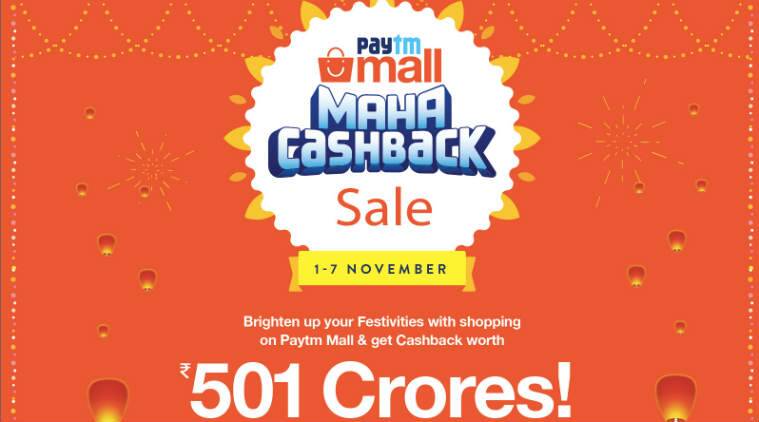 paytm
mall
MAHA
CASHBACK
Sale
1-7 NOVEMBER
Brighten up your Festivities with shopping
on Paytm Mall & get Cashback worth
₹501 Crores!